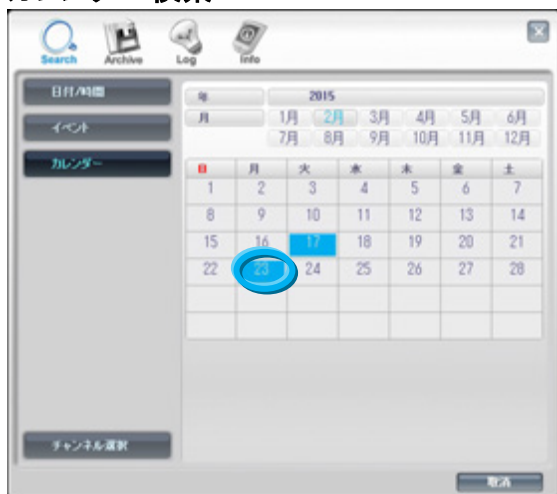 Search Archive Log Info
日付/時間
イベント
カレンダー
年 2015
月 1月 2月 3月 4月 5月 6月
7月 8月 9月 10月 11月 12月
日 月 火 水 木 金 土
1 2 3 4 5 6 7
8 9 10 11 12 13 14
15 16 17 18 19 20 21
22 23 24 25 26 27 28
チャンネル選択
取消